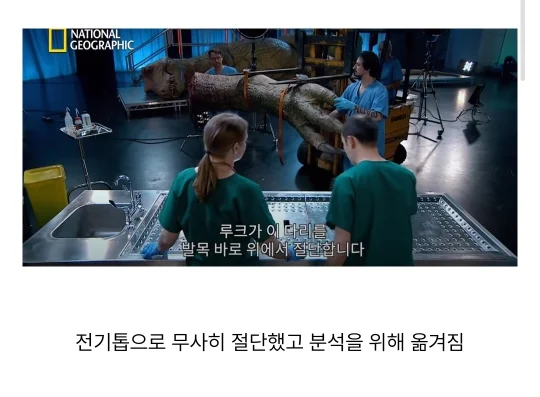 NATIONAL
GEOGRAPHIC
루크가 이 다리를
발목 바로 위에서 절단합니다
전기톱으로 무사히 절단했고 분석을 위해 옮겨짐